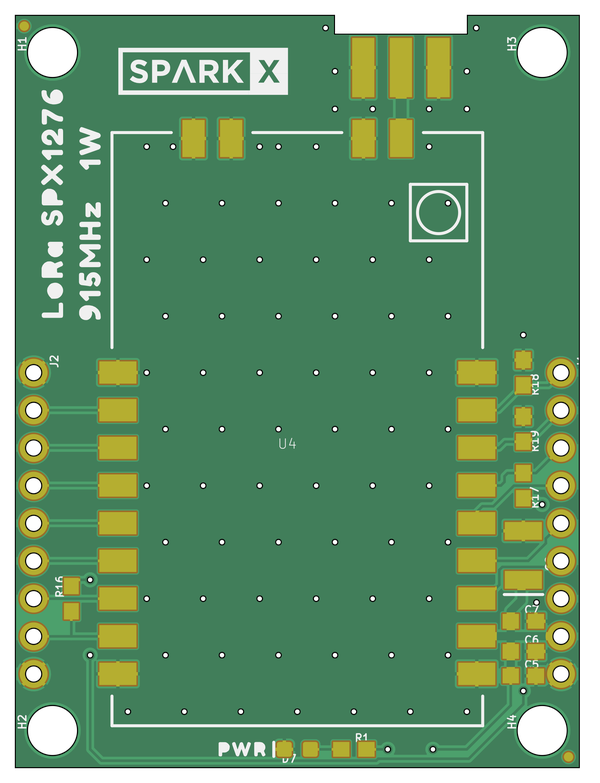 H1
H3
SPARK X
LoRa SPX1276
915MHz 1W
J2
R18
R19
U4
R17
R16
C7
C6
C5
H2
H4
PWR
R1
D7